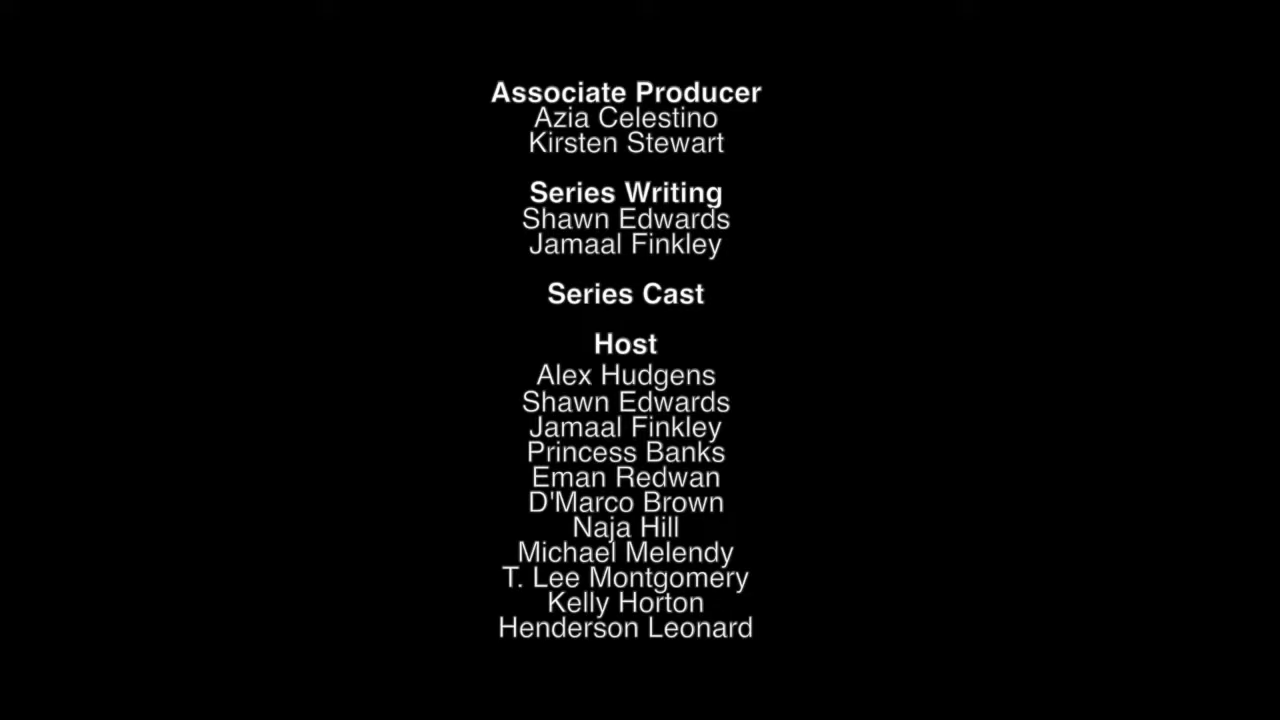 Associate Producer
Azia Celestino
Kirsten Stewart
Series Writing
Shawn Edwards
Jamaal Finkley
Series Cast
Host
Alex Hudgens
Shawn Edwards
Jamaal Finkley
Princess Banks
Eman Redwan
D'Marco Brown
Naja Hill
Michael Melendy
T. Lee Montgomery
Kelly Horton
Henderson Leonard